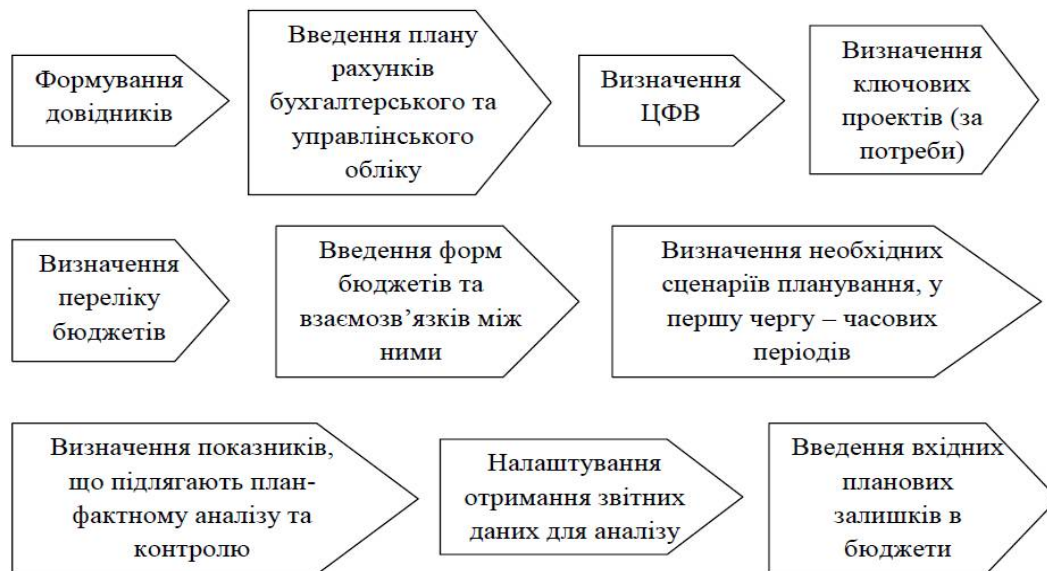 Формування
довідників
Введення плану
рахунків
бухгалтерського та
управлінського
обліку
Визначення
ЦФВ
Визначення
ключових
проектів (за
потреби)
Визначення
переліку
бюджетів
Введення форм
бюджетів та
взаємозв’язків між
ними
Визначення необхідних
сценаріїв планування, у
першу чергу – часових
періодів
Визначення показників,
що підлягають план-
фактному аналізу та
контролю
Налаштування
отримання звітних
даних для аналізу
Введення вхідних
планових
залишків в
бюджети